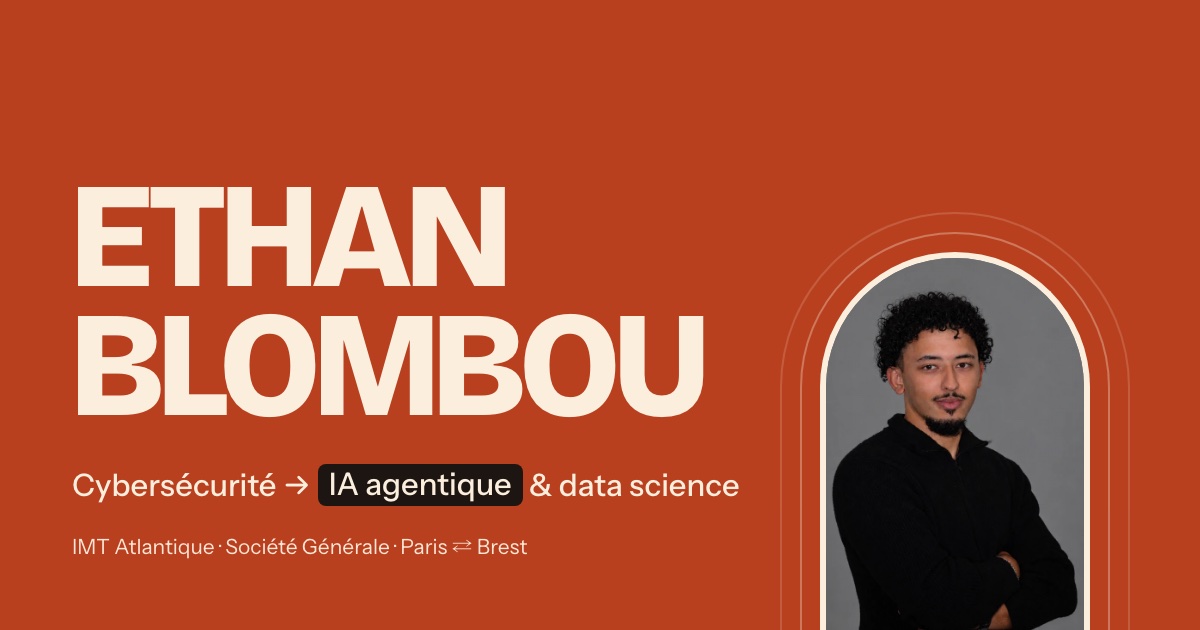 ETHAN
BLOMBOU
Cybersécurité → IA agentique & data science
IMT Atlantique · Société Générale · Paris ⇄ Brest